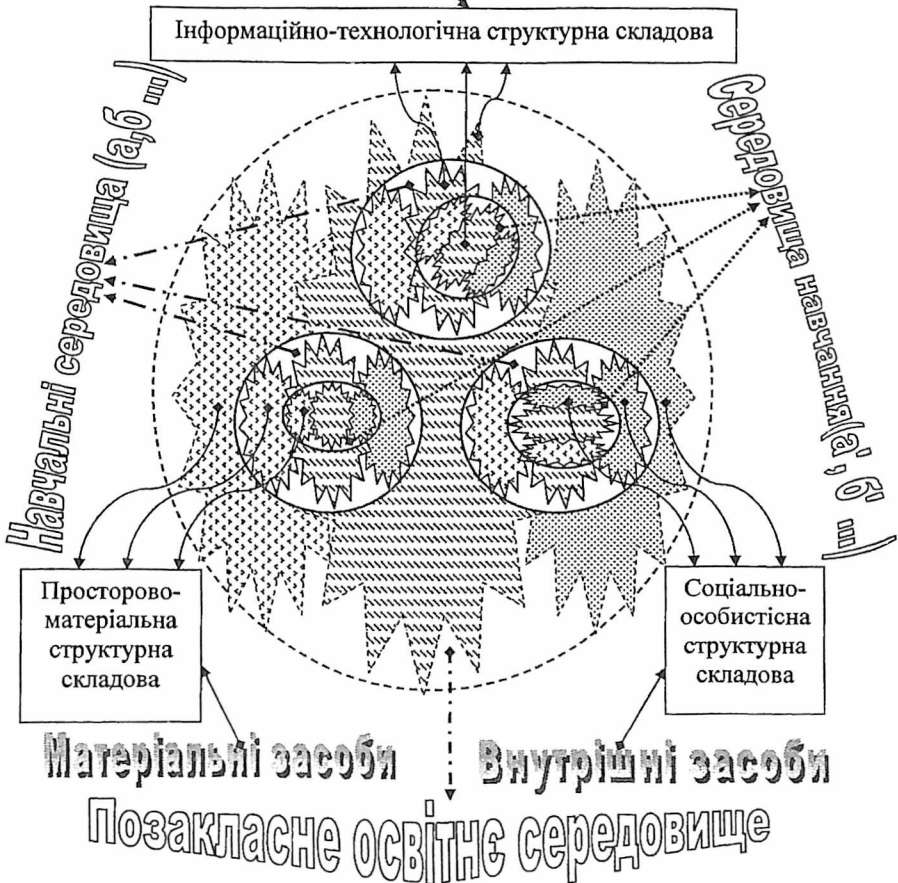 Інформаційно-технологічна структурна складова
Навчальні середовища (а,б ...)
Середовища навчання(а', б' ...)
Просторово-
матеріальна
структурна
складова
Соціально-
особистісна
структурна
складова
Матеріальні засоби
Внутрішні засоби
Позакласне освітнє середовище